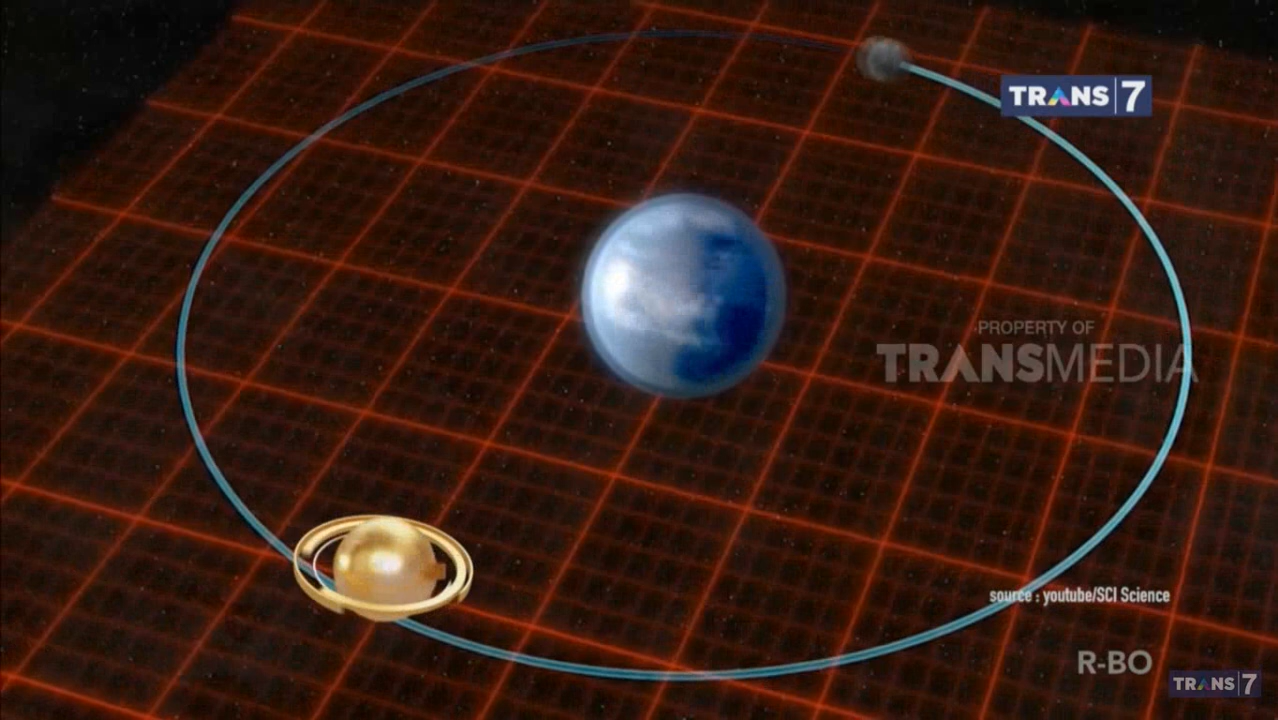 TRANS 7
PROPERTY OF
TRANSMEDIA
source : youtube/SCI Science
R-BO
TRANS 7